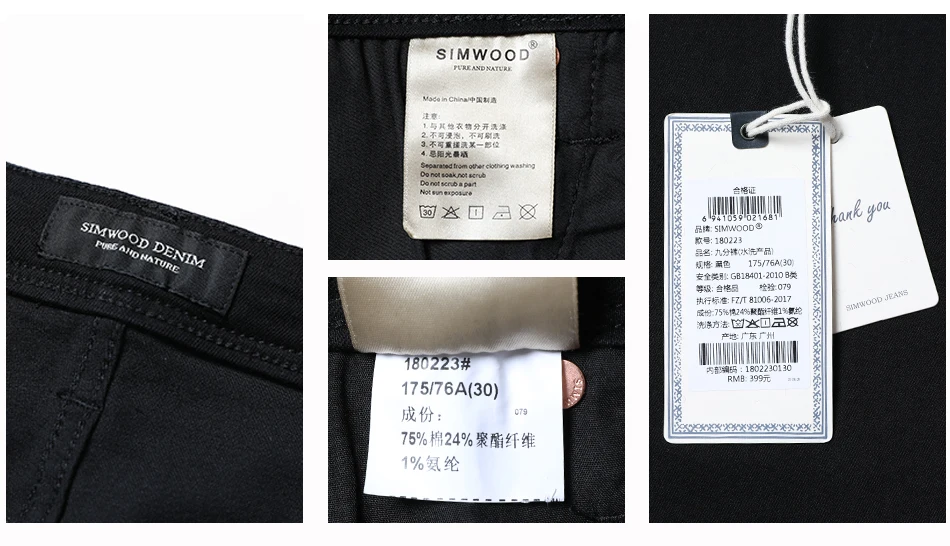 SIMWOOD DENIM
PURE AND NATURE
SIMWOOD®
PURE AND NATURE
Made in China/中国制造
注意:
1.与其他衣物分开洗涤
2.不可浸泡，不可刷洗
3.不可重搓洗某一部位
4.忌阳光暴晒
Separated from other clothing washing
Do not soak,not scrub
Do not scrub a part
Not sun exposure
30
180223#
175/76A(30)
成份：
079
75%棉24%聚酯纤维
1%氨纶
合格证
6 941059 021681
品牌: SIMWOOD®
款号: 180223
品名: 九分裤(水洗产品)
规格: 黑色 175/76A(30)
安全类别: GB18401-2010 B类
等级: 合格品 检验: 079
执行标准: FZ/T 81006-2017
成份:75%棉24%聚酯纤维1%氨纶
洗涤方法:
产地: 广东 广州
内部编码：1802230130
RMB: 399元
hank you
SIMWOOD JEANS